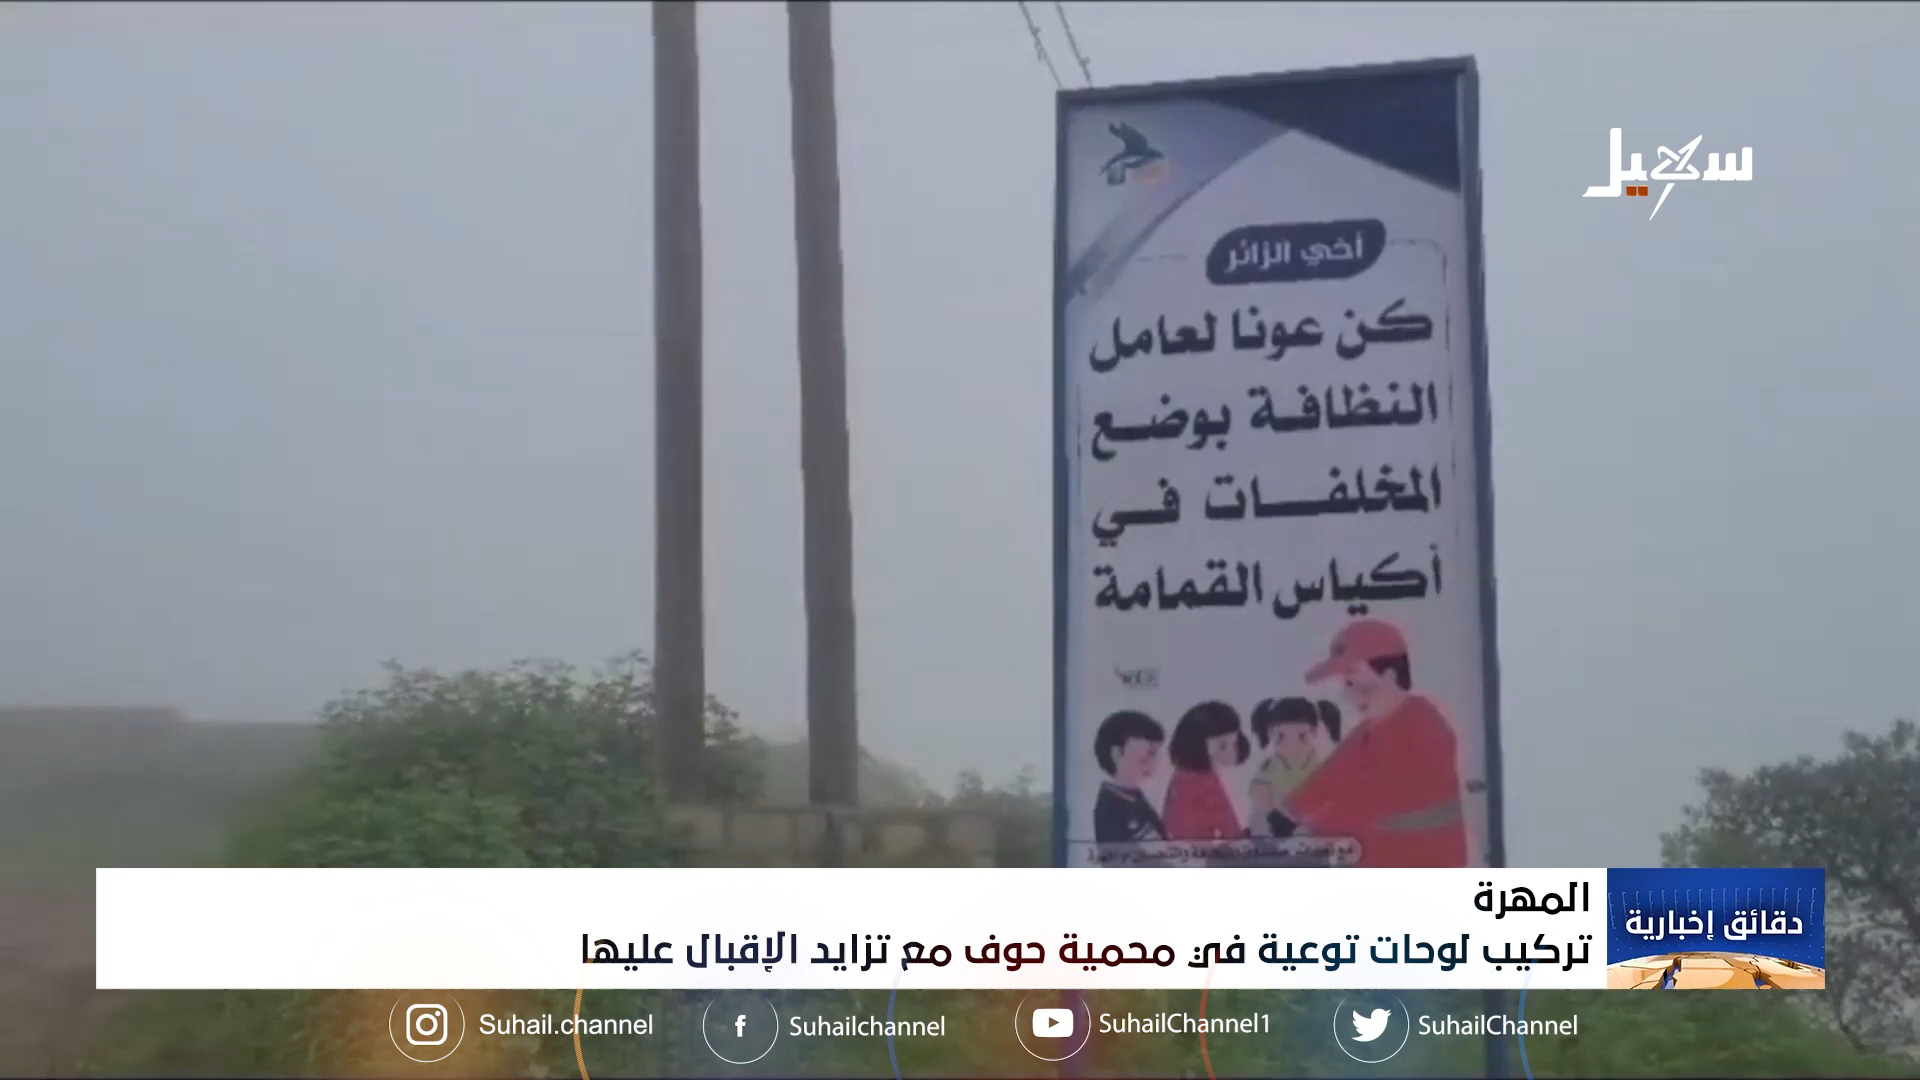 سهيل
أخي الزائر
كن عونا لعامل
النظافة بوضع
المخلفات في
أكياس القمامة
المهرة
تركيب لوحات توعية في محمية حوف مع تزايد الإقبال عليها
دقائق إخبارية
Suhail.channel
Suhailchannel
SuhailChannel1
SuhailChannel